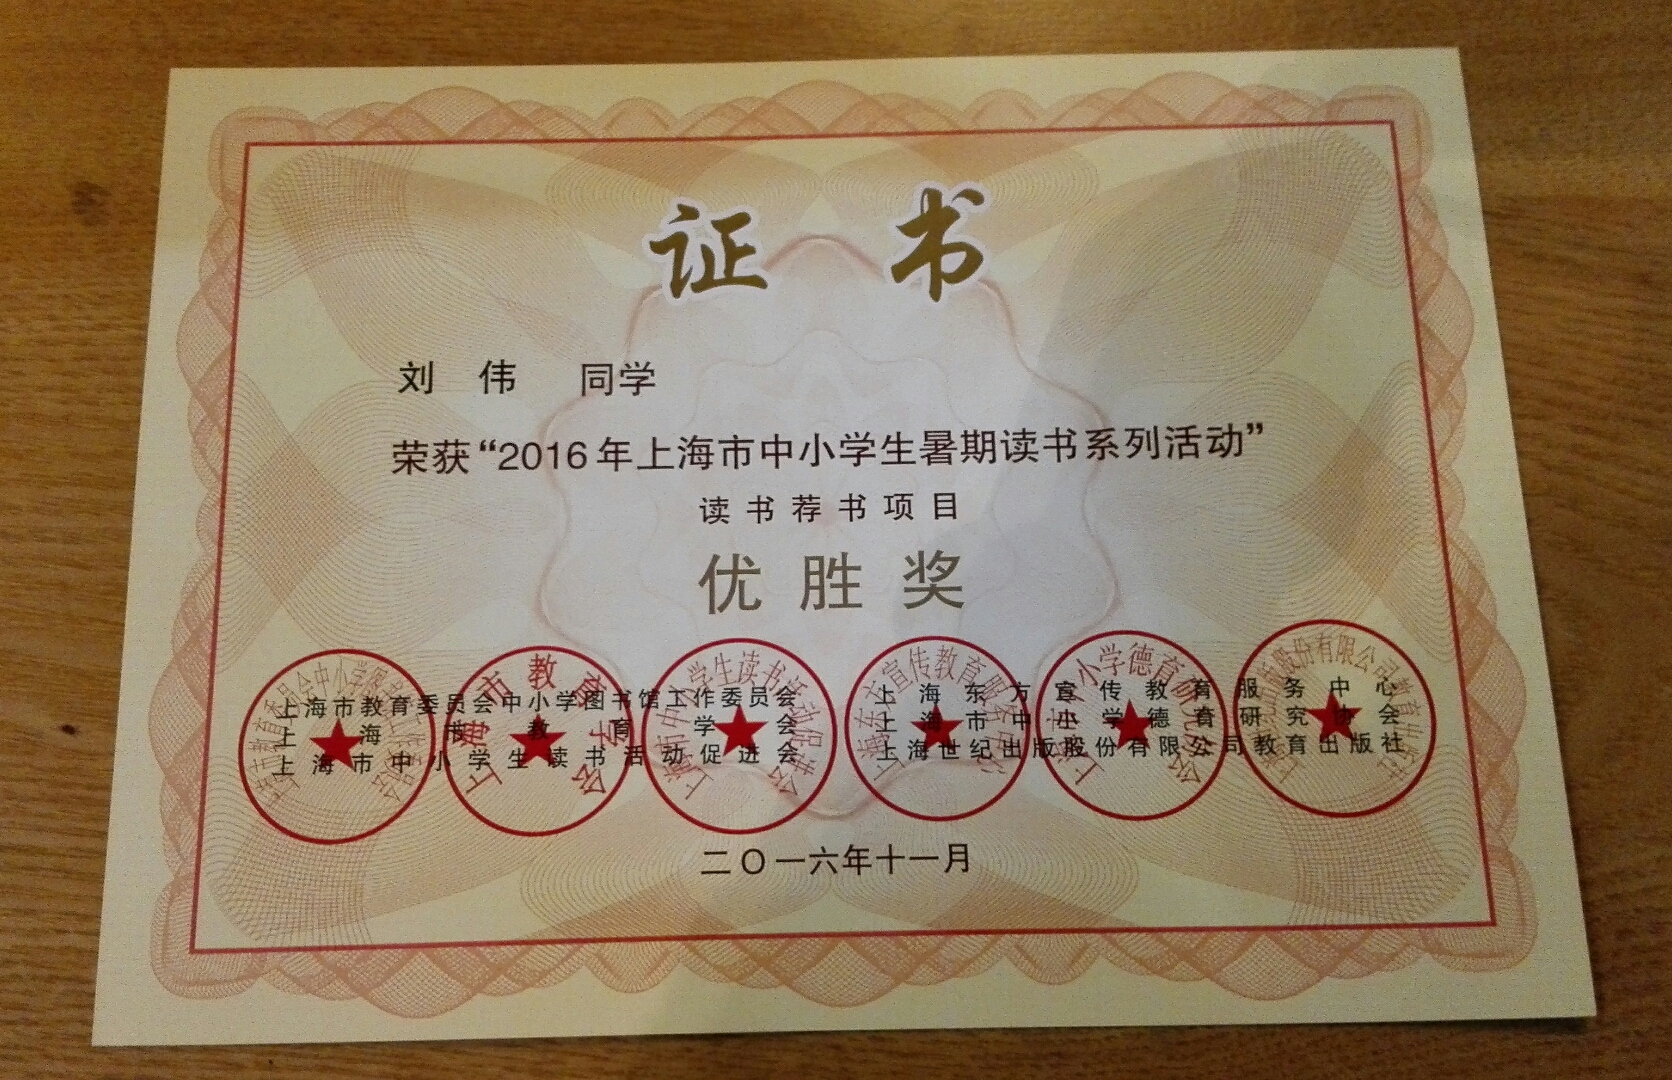 证书
刘伟 同学
荣获“2016年上海市中小学生暑期读书系列活动”
读书荐书项目
优胜奖
上海市教育委员会中小学图书馆工作委员会
上海市教育学会
上海市中小学生读书活动促进会
上海东方宣传教育服务中心
上海市中小学德育研究协会
上海世纪出版股份有限公司教育出版社
二〇一六年十一月